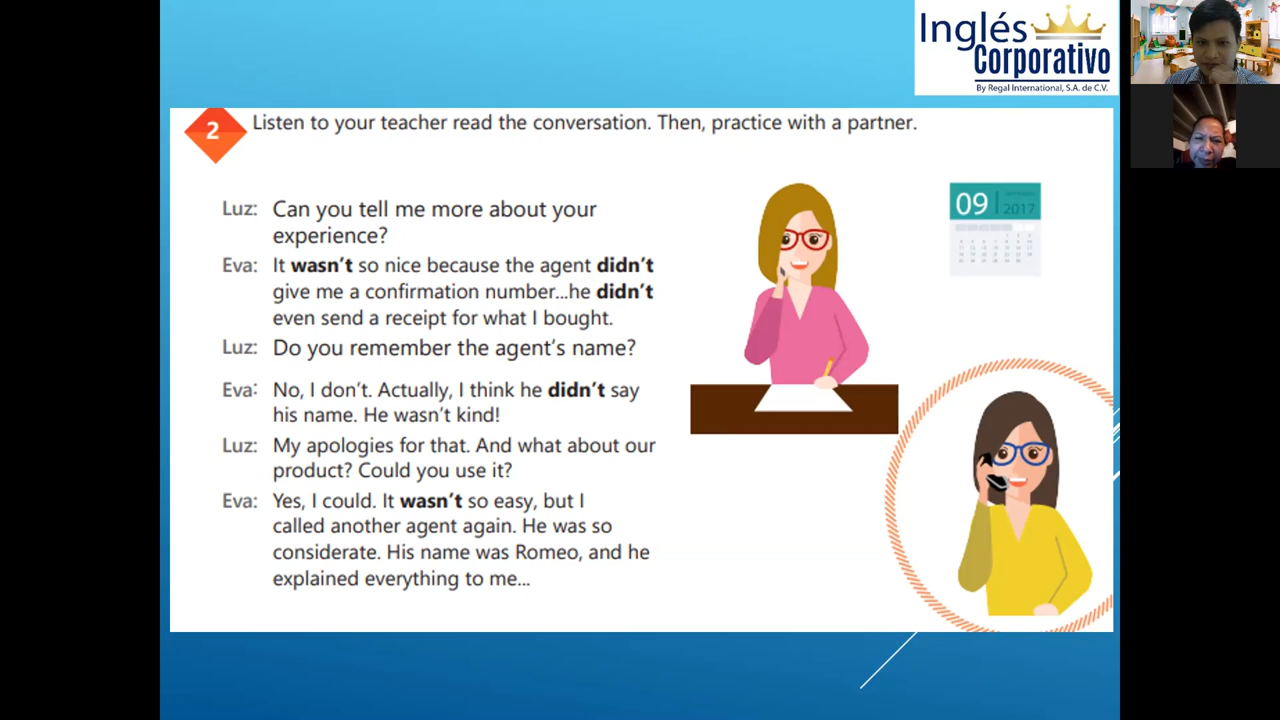 Inglés
Corporativo
By Regal International, S.A. de C.V.
2 Listen to your teacher read the conversation. Then, practice with a partner.
Luz: Can you tell me more about your
experience?
Eva: It wasn't so nice because the agent didn't
give me a confirmation number...he didn't
even send a receipt for what I bought.
Luz: Do you remember the agent's name?
Eva: No, I don't. Actually, I think he didn't say
his name. He wasn't kind!
Luz: My apologies for that. And what about our
product? Could you use it?
Eva: Yes, I could. It wasn't so easy, but I
called another agent again. He was so
considerate. His name was Romeo, and he
explained everything to me...
09
2017